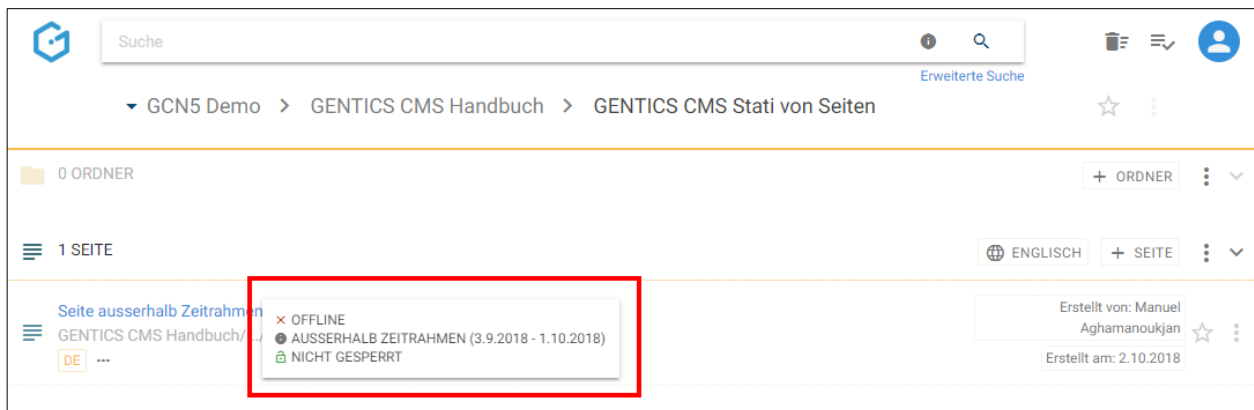 Suche
Erweiterte Suche
GCN5 Demo > GENTICS CMS Handbuch > GENTICS CMS Stati von Seiten
0 ORDNER
+ ORDNER
1 SEITE
ENGLISCH
+ SEITE
Seite ausserhalb Zeitrahmen
GENTICS CMS Handbuch/
DE
OFFLINE
AUSSERHALB ZEITRAHMEN (3.9.2018 - 1.10.2018)
NICHT GESPERRT
Erstellt von: Manuel
Aghamanoukjan
Erstellt am: 2.10.2018